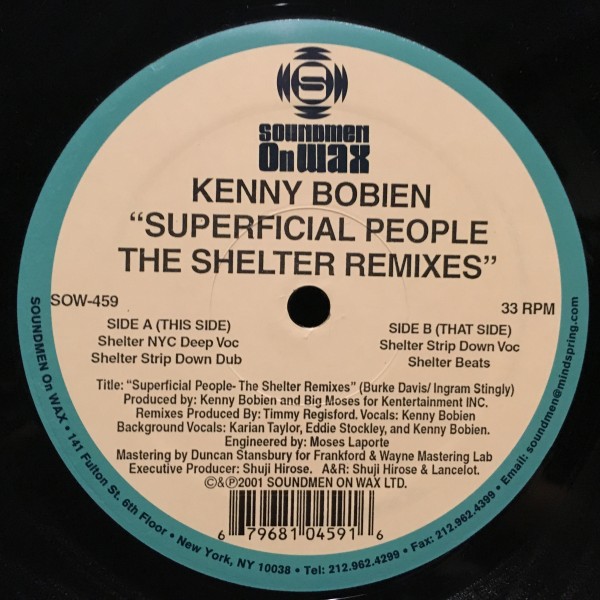 S
SOUNDMEN
On WAX
KENNY BOBIEN
“SUPERFICIAL PEOPLE
THE SHELTER REMIXES”
SOW-459
33 RPM
SIDE A (THIS SIDE)
Shelter NYC Deep Voc
Shelter Strip Down Dub
SIDE B (THAT SIDE)
Shelter Strip Down Voc
Shelter Beats
Title: “Superficial People- The Shelter Remixes” (Burke Davis/ Ingram Stingly)
Produced by: Kenny Bobien and Big Moses for Kentertainment INC.
Remixes Produced By: Timmy Regisford. Vocals: Kenny Bobien
Background Vocals: Karian Taylor, Eddie Stockley, and Kenny Bobien.
Engineered by: Moses Laporte
Mastering by Duncan Stansbury for Frankford & Wayne Mastering Lab
Executive Producer: Shuji Hirose. A&R: Shuji Hirose & Lancelot.
©&℗2001 SOUNDMEN ON WAX LTD.
6 79681 04591 6
SOUNDMEN On WAX • 141 Fulton St. 6th Floor • New York, NY 10038 • Tel: 212.962.4299 • Fax: 212.962.4399 • Email: soundmen@mindspring.com